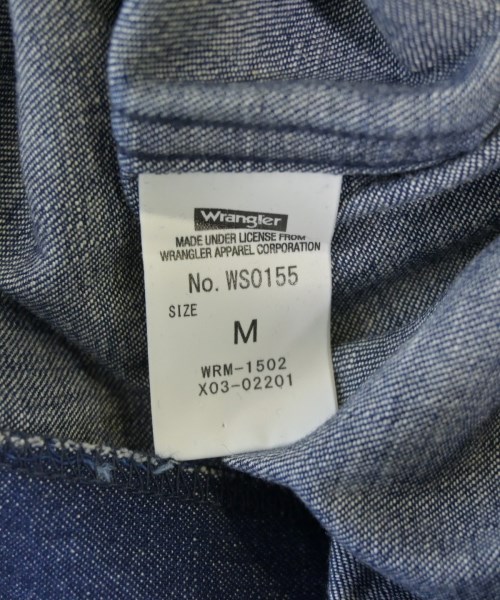 Wrangler
MADE UNDER LICENSE FROM
WRANGLER APPAREL CORPORATION
No. WS0155
SIZE
M
WRM-1502
X03-02201